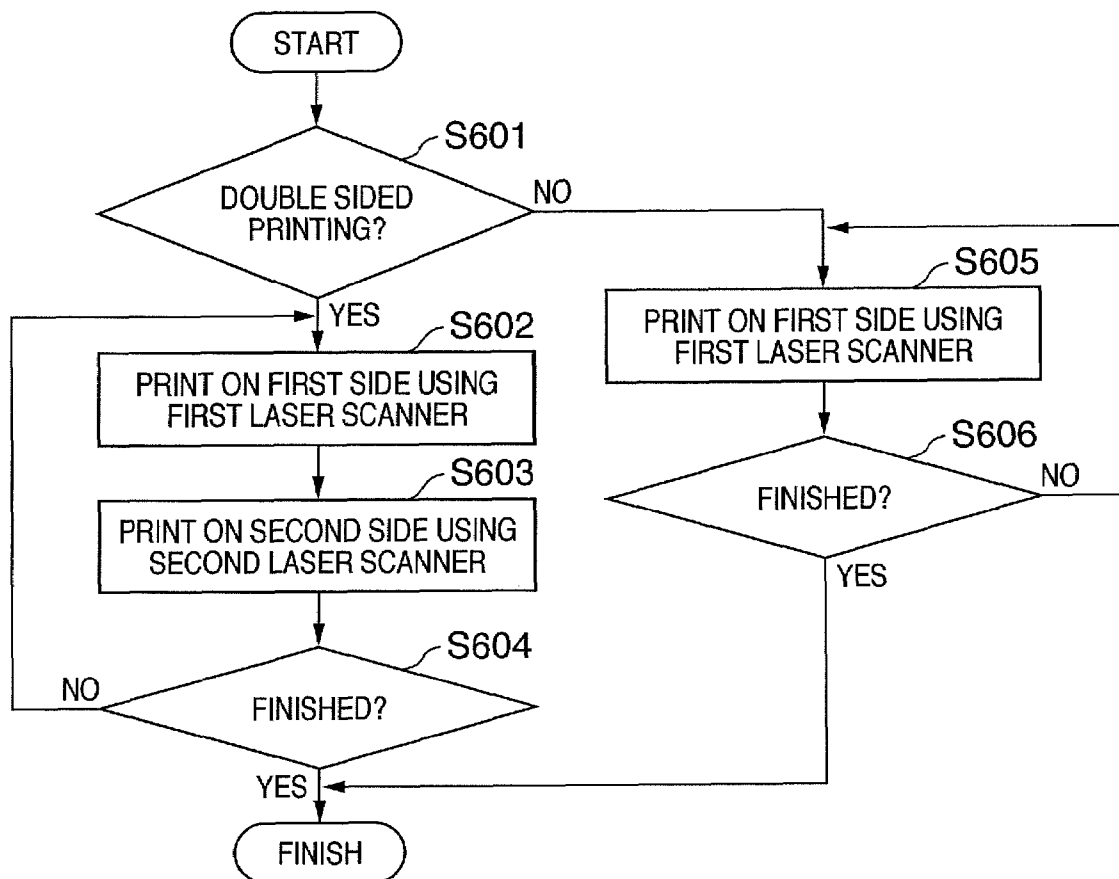 START
S601
DOUBLE SIDED
PRINTING?
NO
YES
S602
PRINT ON FIRST SIDE USING
FIRST LASER SCANNER
S603
PRINT ON SECOND SIDE USING
SECOND LASER SCANNER
S604
FINISHED?
NO
YES
S605
PRINT ON FIRST SIDE USING
FIRST LASER SCANNER
S606
FINISHED?
NO
YES
FINISH